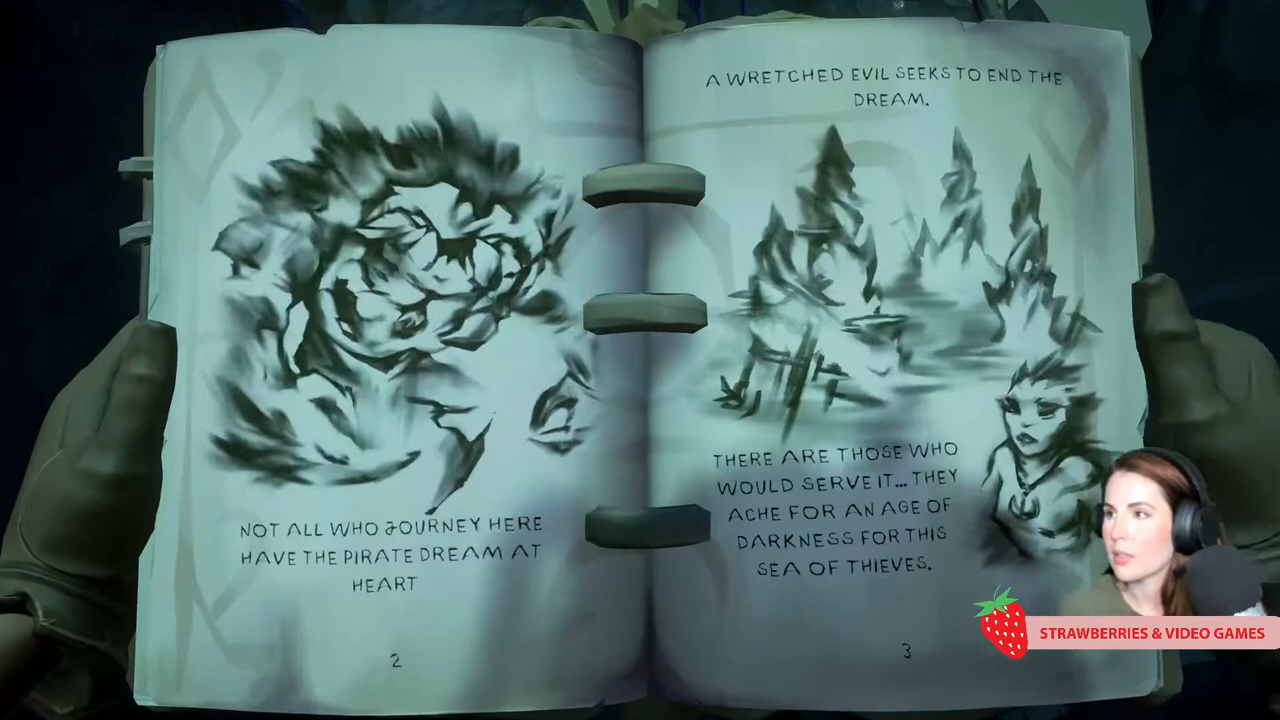 NOT ALL WHO JOURNEY HERE
HAVE THE PIRATE DREAM AT
HEART
2
A WRETCHED EVIL SEEKS TO END THE
DREAM.
THERE ARE THOSE WHO
WOULD SERVE IT... THEY
ACHE FOR AN AGE OF
DARKNESS FOR THIS
SEA OF THIEVES.
3
STRAWBERRIES & VIDEO GAMES